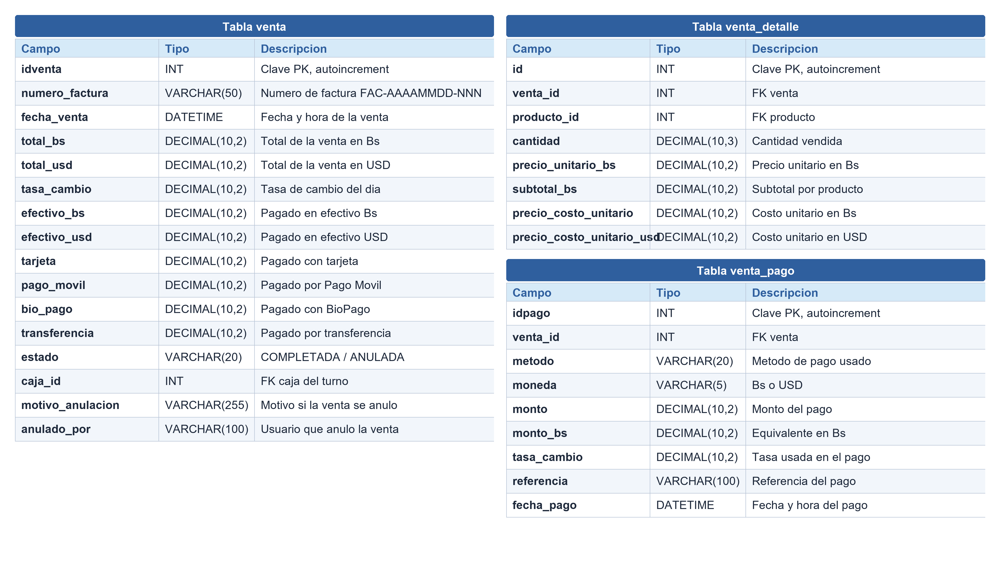 Tabla venta
Campo Tipo Descripcion
idventa INT Clave PK, autoincrement
numero_factura VARCHAR(50) Numero de factura FAC-AAAAMMDD-NNN
fecha_venta DATETIME Fecha y hora de la venta
total_bs DECIMAL(10,2) Total de la venta en Bs
total_usd DECIMAL(10,2) Total de la venta en USD
tasa_cambio DECIMAL(10,2) Tasa de cambio del dia
efectivo_bs DECIMAL(10,2) Pagado en efectivo Bs
efectivo_usd DECIMAL(10,2) Pagado en efectivo USD
tarjeta DECIMAL(10,2) Pagado con tarjeta
pago_movil DECIMAL(10,2) Pagado por Pago Movil
bio_pago DECIMAL(10,2) Pagado con BioPago
transferencia DECIMAL(10,2) Pagado por transferencia
estado VARCHAR(20) COMPLETADA / ANULADA
caja_id INT FK caja del turno
motivo_anulacion VARCHAR(255) Motivo si la venta se anulo
anulado_por VARCHAR(100) Usuario que anulo la venta
Tabla venta_detalle
Campo Tipo Descripcion
id INT Clave PK, autoincrement
venta_id INT FK venta
producto_id INT FK producto
cantidad DECIMAL(10,3) Cantidad vendida
precio_unitario_bs DECIMAL(10,2) Precio unitario en Bs
subtotal_bs DECIMAL(10,2) Subtotal por producto
precio_costo_unitario DECIMAL(10,2) Costo unitario en Bs
precio_costo_unitario_usd DECIMAL(10,2) Costo unitario en USD
Tabla venta_pago
Campo Tipo Descripcion
idpago INT Clave PK, autoincrement
venta_id INT FK venta
metodo VARCHAR(20) Metodo de pago usado
moneda VARCHAR(5) Bs o USD
monto DECIMAL(10,2) Monto del pago
monto_bs DECIMAL(10,2) Equivalente en Bs
tasa_cambio DECIMAL(10,2) Tasa usada en el pago
referencia VARCHAR(100) Referencia del pago
fecha_pago DATETIME Fecha y hora del pago